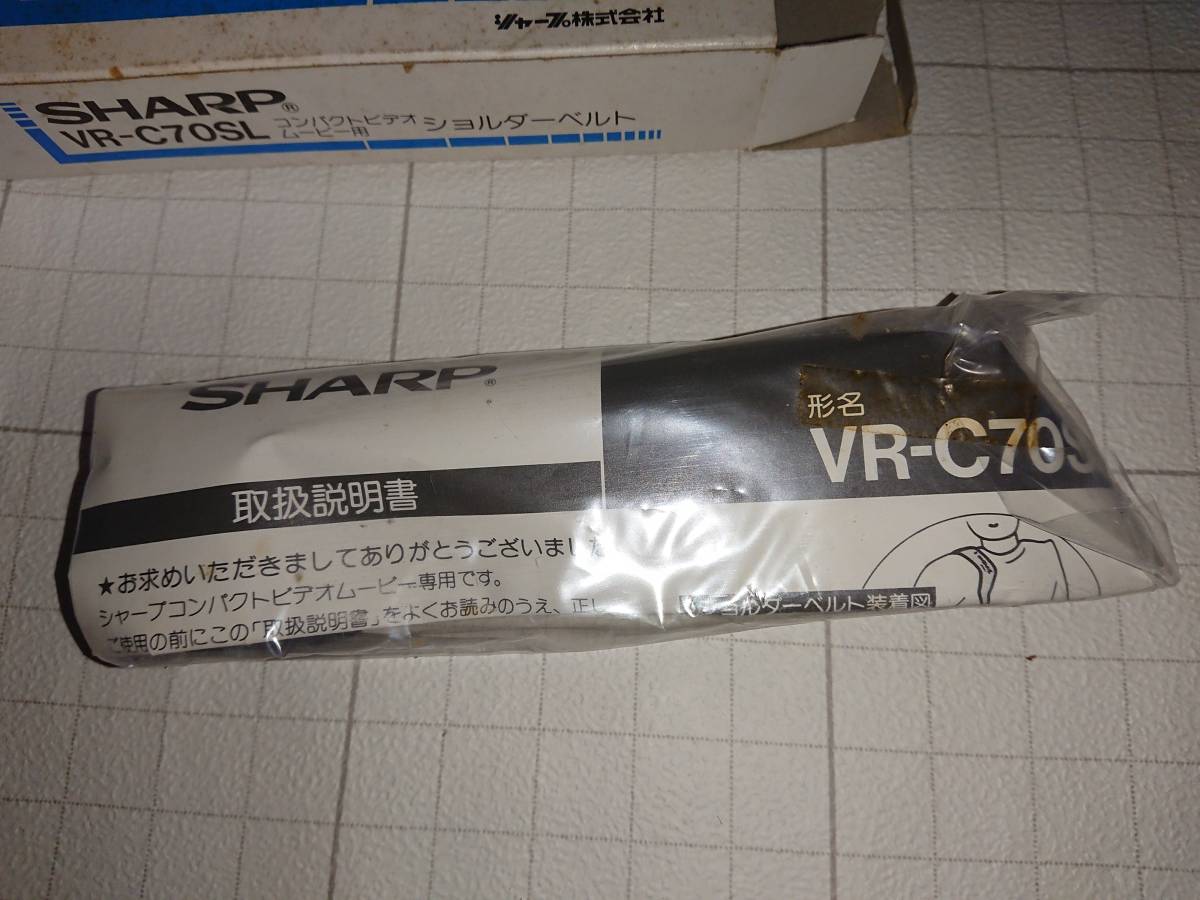 シャープ株式会社
SHARP®
VR-C70SL コンパクトビデオ ムービー用 ショルダーベルト
SHARP®
取扱説明書
形名
VR-C70S
★お求めいただきましてありがとうございました
シャープコンパクトビデオムービー専用です。
ご使用の前にこの「取扱説明書」をよくお読みのうえ、正し
ョルダーベルト装着図